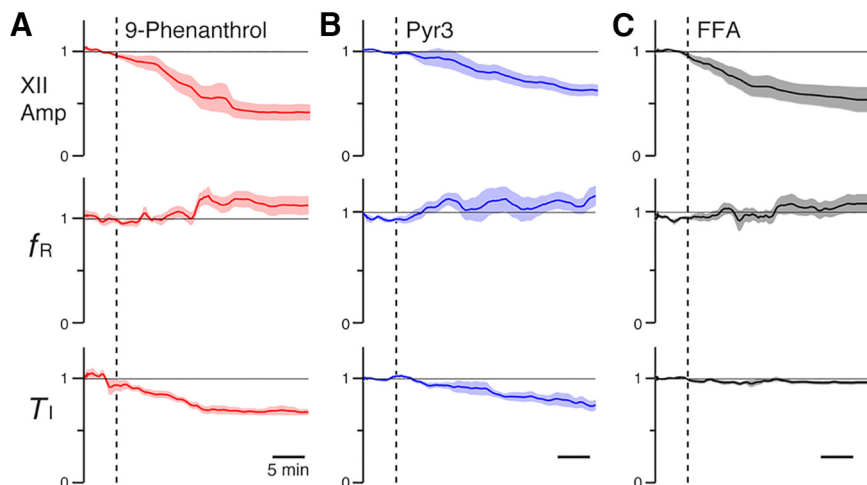 A 9-Phenanthrol B Pyr3 C FFA
XII
Amp
1 1 1
0 0 0
fR
1 1 1
0 0 0
TI
1 1 1
5 min
0 0 0